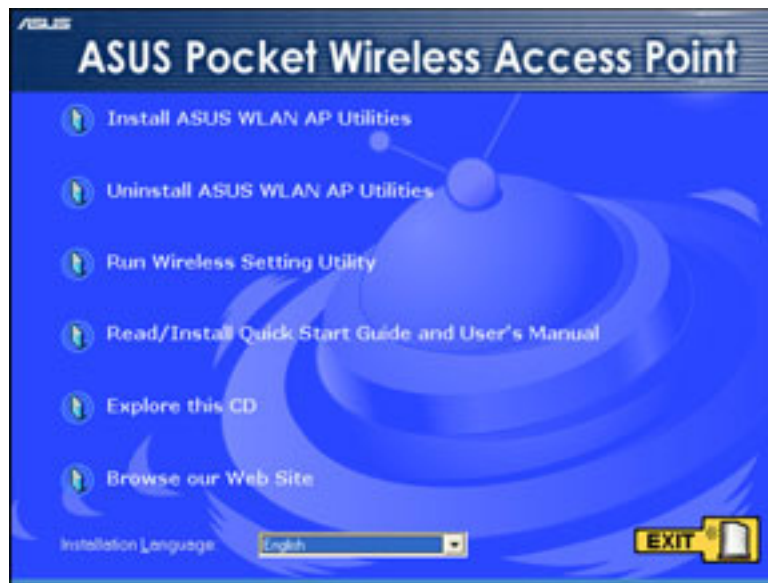 ASUS
ASUS Pocket Wireless Access Point
Install ASUS WLAN AP Utilities
Uninstall ASUS WLAN AP Utilities
Run Wireless Setting Utility
Read/Install Quick Start Guide and User's Manual
Explore this CD
Browse our Web Site
Installation Language
English
EXIT